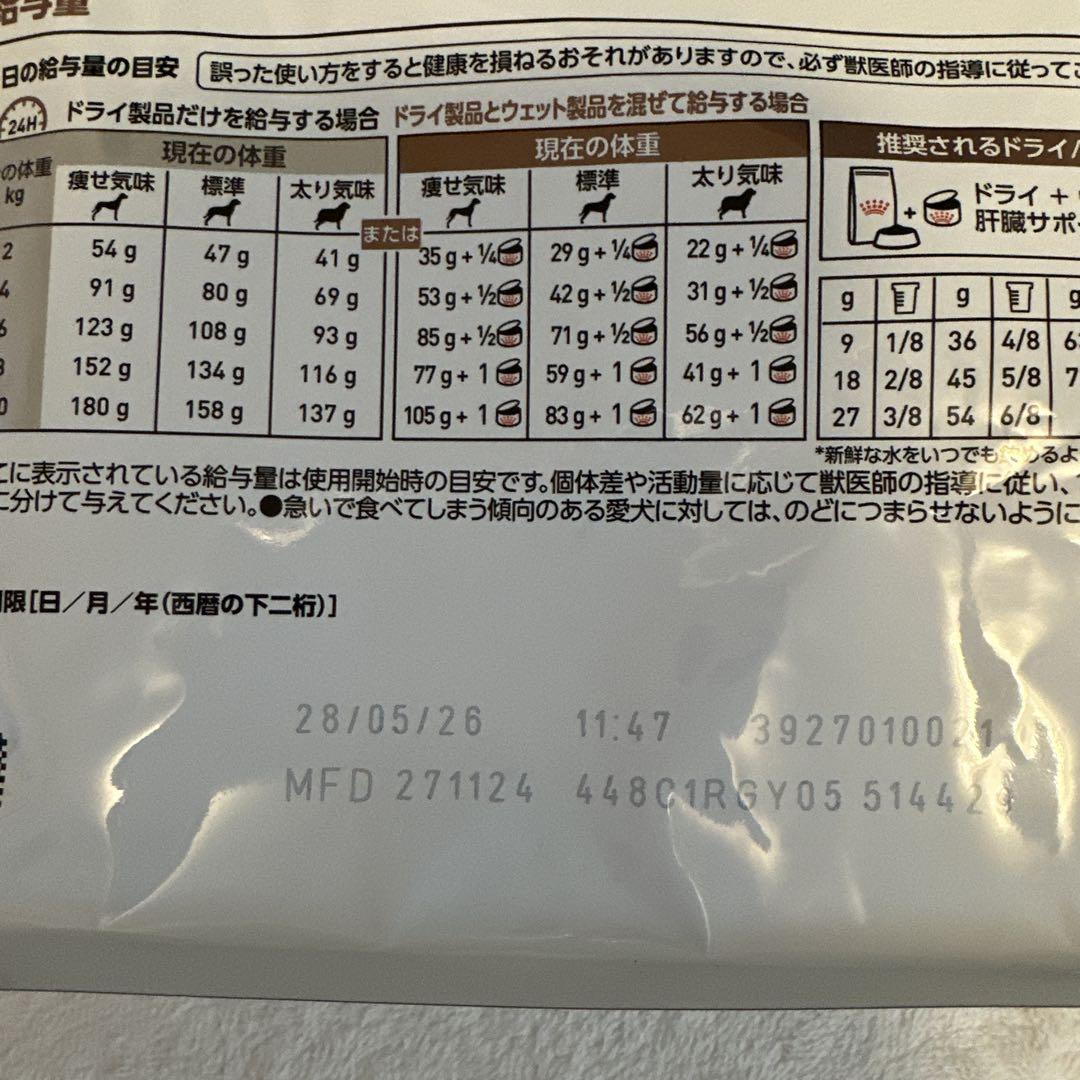 給与量
日の給与量の目安
誤った使い方をすると健康を損ねるおそれがありますので、必ず獣医師の指導に従ってご
24H
ドライ製品だけを給与する場合
ドライ製品とウェット製品を混ぜて給与する場合
の体重 kg
現在の体重
現在の体重
痩せ気味 標準 太り気味
痩せ気味 標準 太り気味
または
2 54 g 47 g 41 g 35 g + ¼ 29 g + ¼ 22 g + ¼
4 91 g 80 g 69 g 53 g + ½ 42 g + ½ 31 g + ½
6 123 g 108 g 93 g 85 g + ½ 71 g + ½ 56 g + ½
8 152 g 134 g 116 g 77 g + 1 59 g + 1 41 g + 1
0 180 g 158 g 137 g 105 g + 1 83 g + 1 62 g + 1
推奨されるドライ/
+
ドライ +
肝臓サポ
g g g
9 1/8 36 4/8 6
18 2/8 45 5/8 7
27 3/8 54 6/8
*新鮮な水をいつでも飲めるよ
に表示されている給与量は使用開始時の目安です。個体差や活動量に応じて獣医師の指導に従い、
に分けて与えてください。●急いで食べてしまう傾向のある愛犬に対しては、のどにつまらせないように
限[日/月/年(西暦の下二桁)]
28/05/26 11:47 3927010021
MFD 271124 448C1RGY05 514429